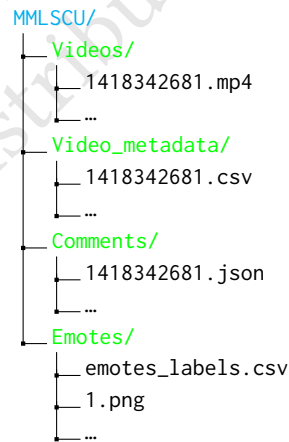 MMLSCU/
Videos/
1418342681.mp4
…
Video_metadata/
1418342681.csv
…
Comments/
1418342681.json
…
Emotes/
emotes_labels.csv
1.png
…